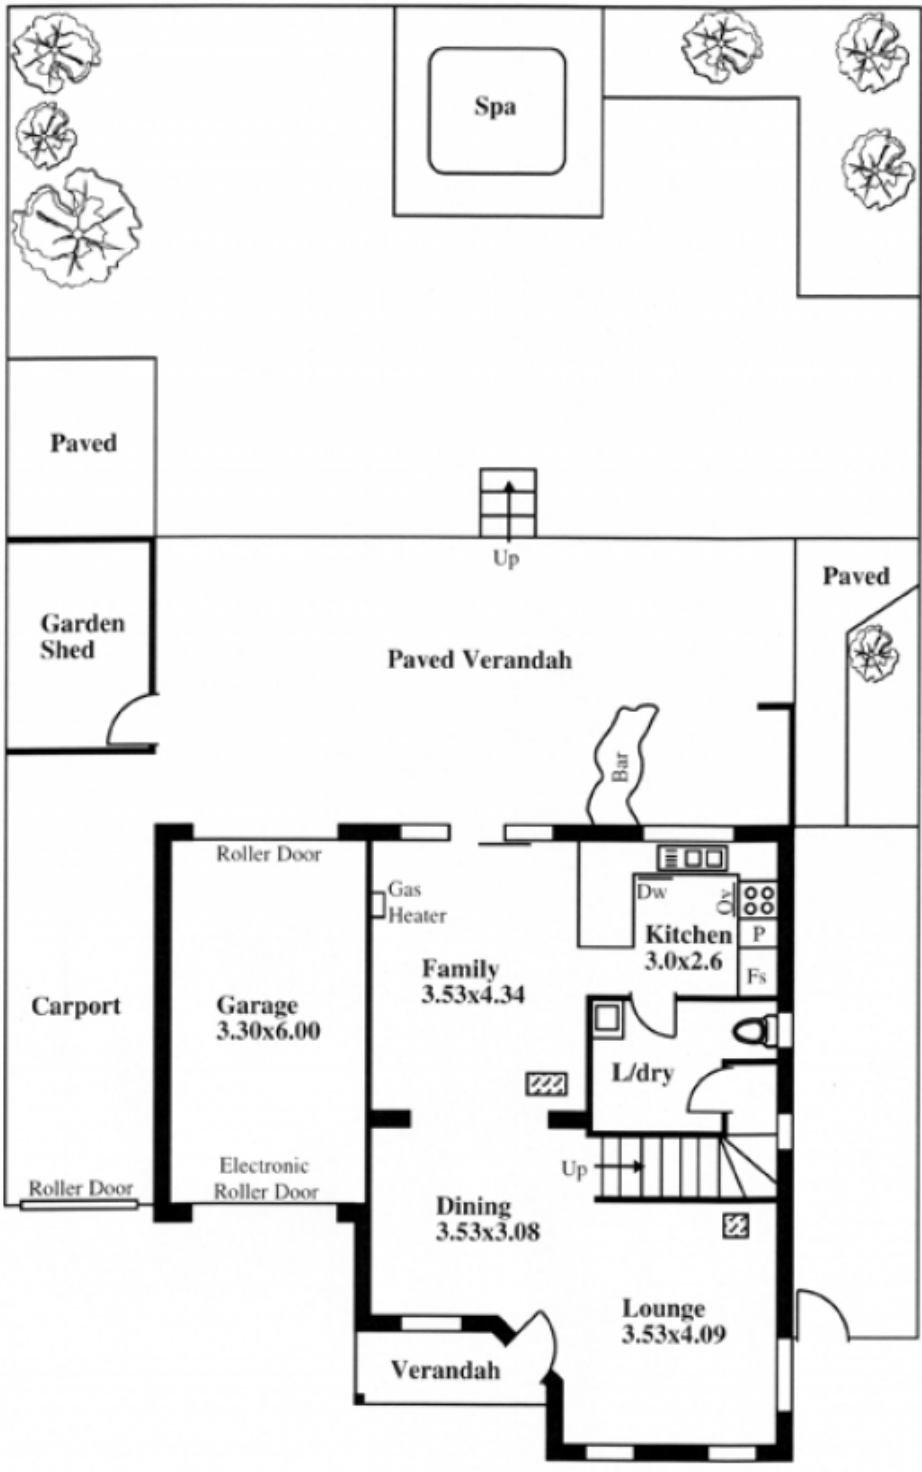 Spa
Paved
Up
Paved
Garden
Shed
Paved Verandah
Bar
Roller Door
Gas
Heater
Dw
Ov
Kitchen
3.0x2.6
P
Fs
Family
3.53x4.34
Carport
Garage
3.30x6.00
L/dry
Up
Electronic
Roller Door
Roller Door
Dining
3.53x3.08
Lounge
3.53x4.09
Verandah